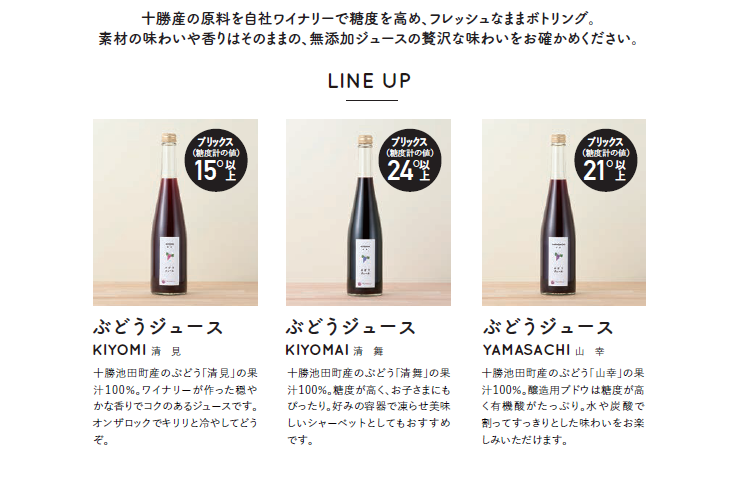 十勝産の原料を自社ワイナリーで糖度を高め、フレッシュなままボトリング。
素材の味わいや香りはそのままの、無添加ジュースの贅沢な味わいをお確かめください。
LINE UP
ブリックス
(糖度計の値)
15°以上
ブリックス
(糖度計の値)
24°以上
ブリックス
(糖度計の値)
21°以上
ぶどうジュース
KIYOMI 清 見
十勝池田町産のぶどう「清見」の果
汁100%。ワイナリーが作った穏や
かな香りでコクのあるジュースです。
オンザロックでキリリと冷やしてどう
ぞ。
ぶどうジュース
KIYOMAI 清 舞
十勝池田町産のぶどう「清舞」の果
汁100%。糖度が高く、お子さまにも
ぴったり。好みの容器で凍らせ美味
しいシャーベットとしてもおすすめ
です。
ぶどうジュース
YAMASACHI 山 幸
十勝池田町産のぶどう「山幸」の果
汁100%。醸造用ブドウは糖度が高
く有機酸がたっぷり。水や炭酸で
割ってすっきりとした味わいをお楽
しみいただけます。